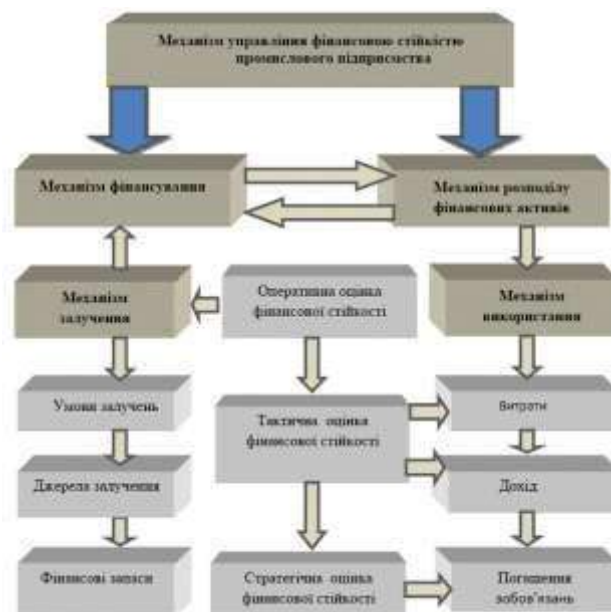 Механізм управління фінансовою стійкістю
промислового підприємства
Механізм фінансування
Механізм розподілу
фінансових активів
Механізм
залучення
Оперативна оцінка
фінансової стійкості
Механізм
використання
Умови залучень
Тактична оцінка
фінансової стійкості
Витрати
Джерела залучення
Дохід
Фінансові запаси
Стратегічна оцінка
фінансової стійкості
Погашення
зобов'язань